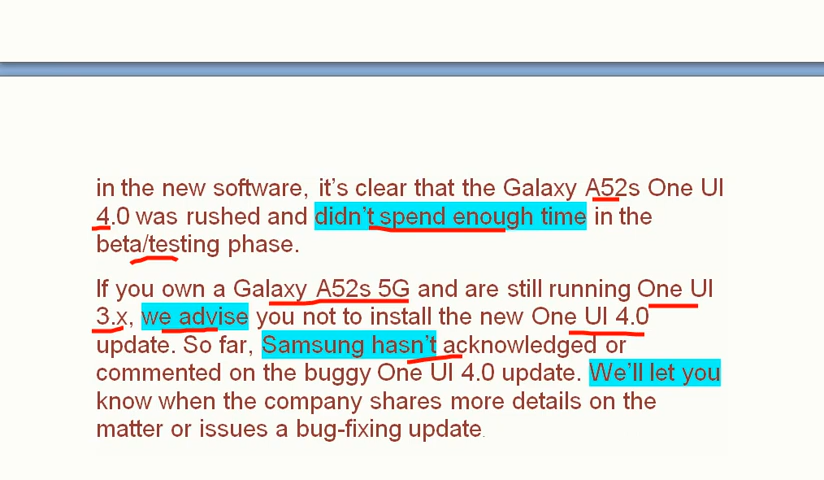 in the new software, it’s clear that the Galaxy A52s One UI
4.0 was rushed and didn’t spend enough time in the
beta/testing phase.
If you own a Galaxy A52s 5G and are still running One UI
3.x, we advise you not to install the new One UI 4.0
update. So far, Samsung hasn’t acknowledged or
commented on the buggy One UI 4.0 update. We’ll let you
know when the company shares more details on the
matter or issues a bug-fixing update.